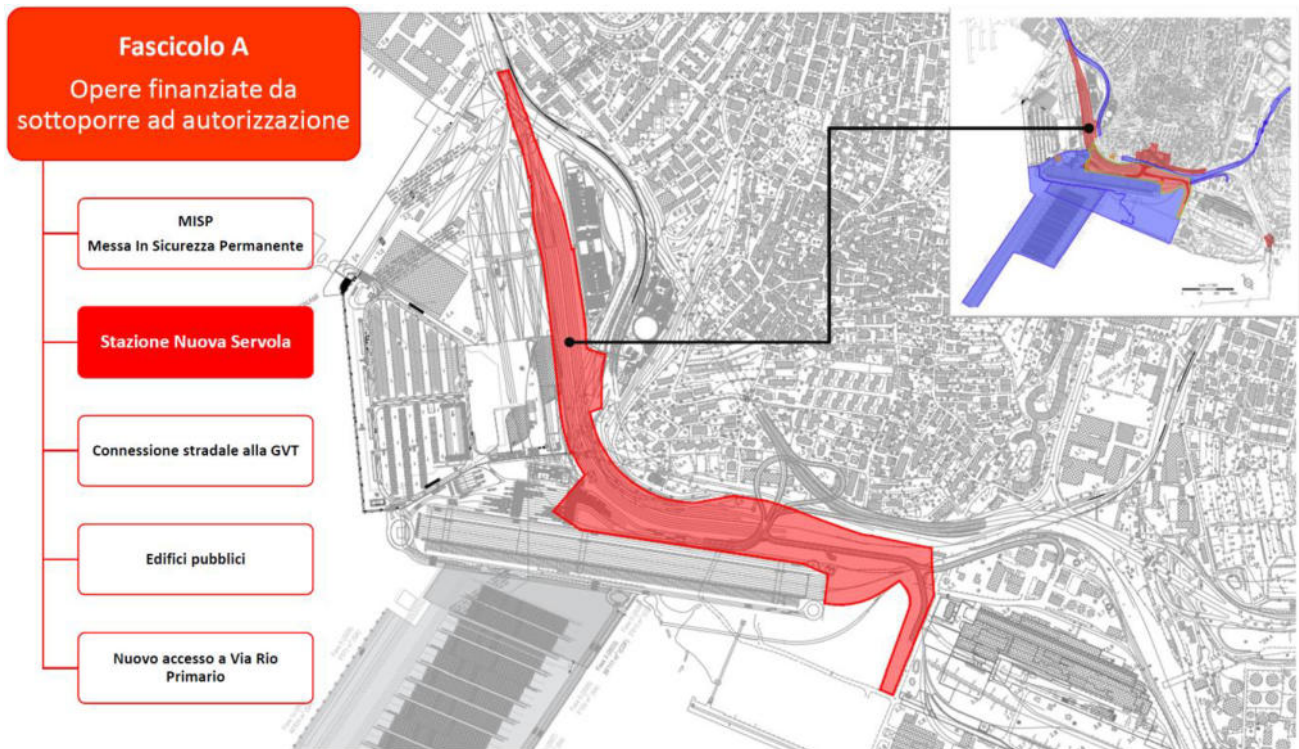 Fascicolo A
Opere finanziate da
sottoporre ad autorizzazione
MISP
Messa In Sicurezza Permanente
Stazione Nuova Servola
Connessione stradale alla GVT
Edifici pubblici
Nuovo accesso a Via Rio
Primario